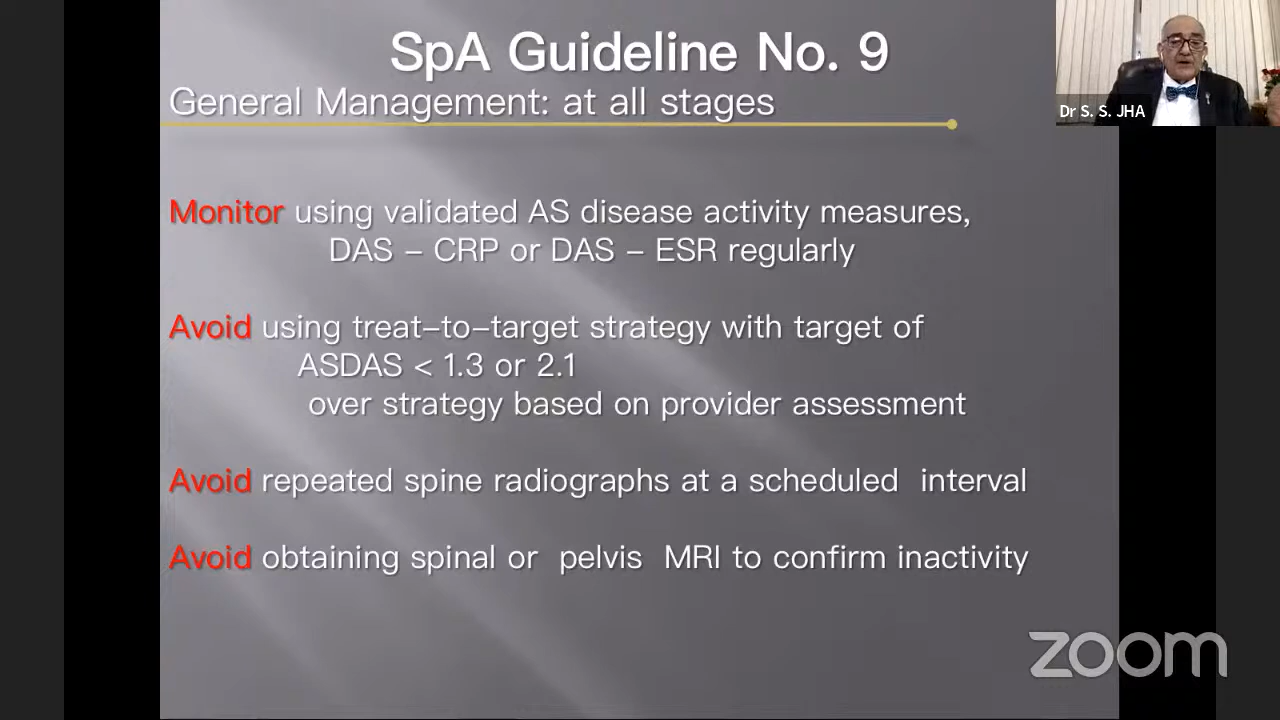 SpA Guideline No. 9
General Management: at all stages
Dr S. S. JHA
Monitor using validated AS disease activity measures,
DAS – CRP or DAS – ESR regularly
Avoid using treat–to–target strategy with target of
ASDAS < 1.3 or 2.1
over strategy based on provider assessment
Avoid repeated spine radiographs at a scheduled interval
Avoid obtaining spinal or pelvis MRI to confirm inactivity
zoom